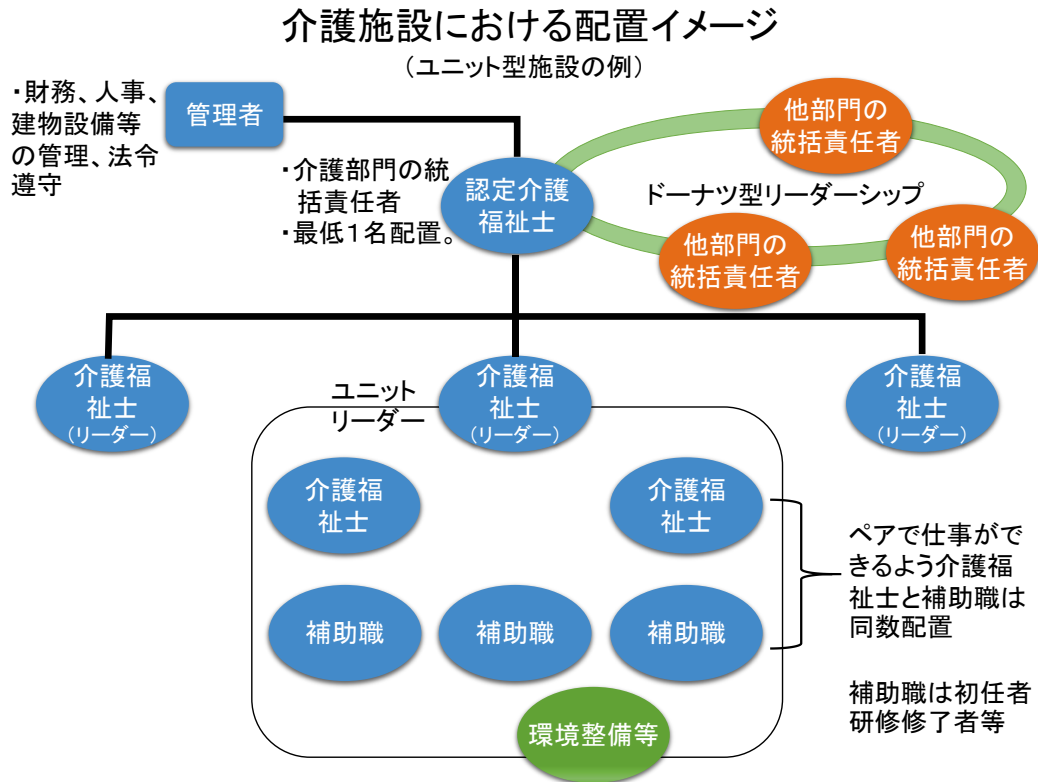 介護施設における配置イメージ
（ユニット型施設の例）
・財務、人事、
建物設備等
の管理、法令
遵守
管理者
・介護部門の統
括責任者
・最低１名配置。
認定介護
福祉士
他部門の
統括責任者
ドーナツ型リーダーシップ
他部門の
統括責任者
他部門の
統括責任者
介護福
祉士
（リーダー）
ユニット
リーダー
介護福
祉士
（リーダー）
介護福
祉士
（リーダー）
介護福
祉士
介護福
祉士
補助職
補助職
補助職
ペアで仕事がで
きるよう介護福
祉士と補助職は
同数配置
補助職は初任者
研修修了者等
環境整備等